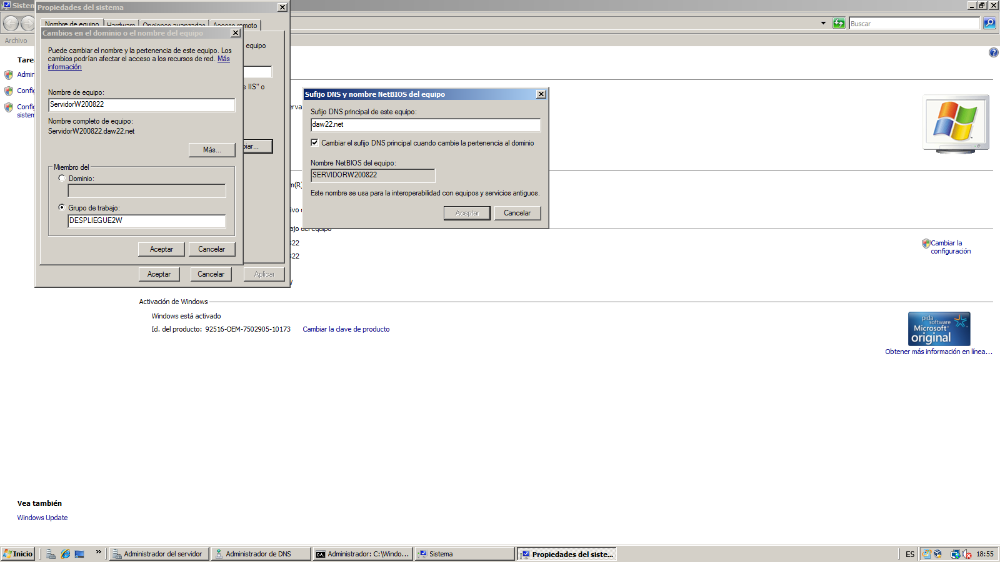 Sistem
Propiedades del sistema
Nombre de equipo
Hardware
Opciones avanzadas
Acceso remoto
Buscar
Archivo
Cambios en el dominio o el nombre del equipo
Puede cambiar el nombre y la pertenencia de este equipo. Los
cambios podrían afectar el acceso a los recursos de red. Más
información
equipo
e IIS" o
Nombre de equipo:
ServidorW200822
Nombre completo de equipo:
ServidorW200822.daw22.net
Más...
biar...
Miembro del
Dominio:
Grupo de trabajo:
DESPLIEGUE2W
Aceptar
Cancelar
Aceptar
Cancelar
Aplicar
Tare
Admin
Config
Config
sistem
erva
Sufijo DNS y nombre NetBIOS del equipo
Sufijo DNS principal de este equipo:
daw22.net
Cambiar el sufijo DNS principal cuando cambie la pertenencia al dominio
Nombre NetBIOS del equipo:
SERVIDORW200822
Este nombre se usa para la interoperabilidad con equipos y servicios antiguos.
Aceptar
Cancelar
m(R)
ivo
ajo del equipo
322
322
Cambiar la
configuración
Activación de Windows
Windows está activado
Id. del producto: 92516-OEM-7502905-10173
Cambiar la clave de producto
pida
software
Microsoft®
original
Obtener más información en línea...
Vea también
Windows Update
Inicio
»
Administrador del servidor
Administrador de DNS
Administrador: C:\Windo...
Sistema
Propiedades del siste...
ES
18:55